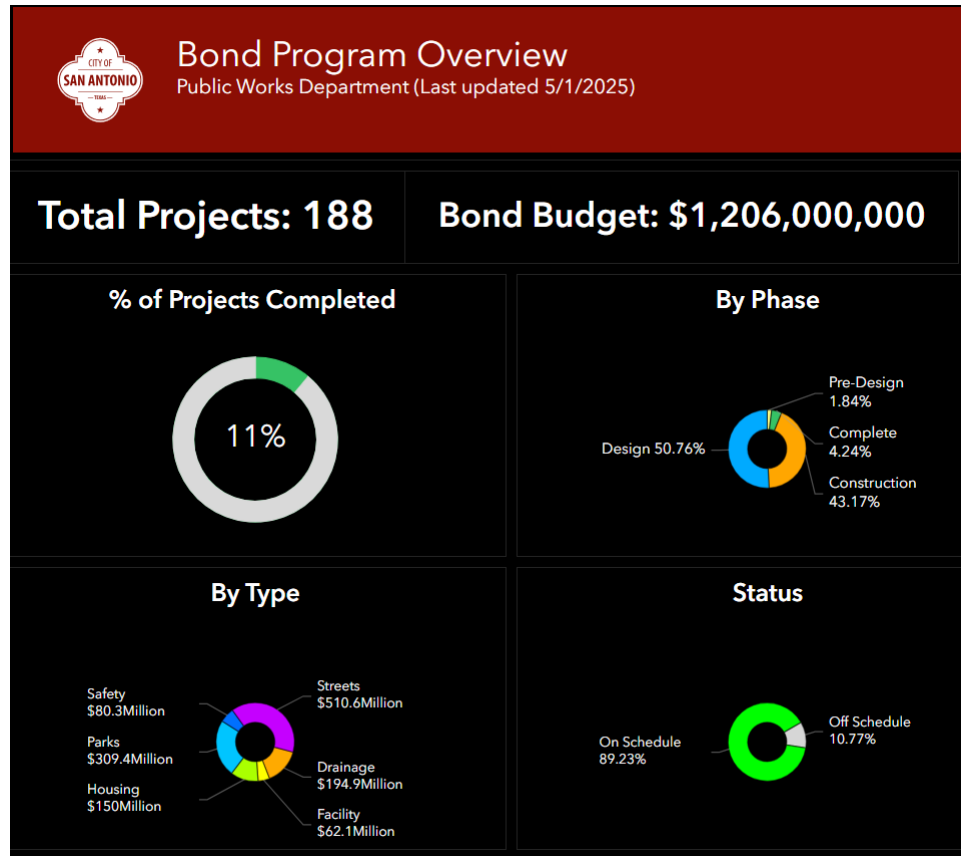 CITY OF
SAN ANTONIO
TEXAS
Bond Program Overview
Public Works Department (Last updated 5/1/2025)
Total Projects: 188
Bond Budget: $1,206,000,000
% of Projects Completed
11%
By Phase
Pre-Design
1.84%
Complete
4.24%
Construction
43.17%
Design 50.76%
By Type
Streets
$510.6Million
Drainage
$194.9Million
Facility
$62.1Million
Housing
$150Million
Parks
$309.4Million
Safety
$80.3Million
Status
Off Schedule
10.77%
On Schedule
89.23%